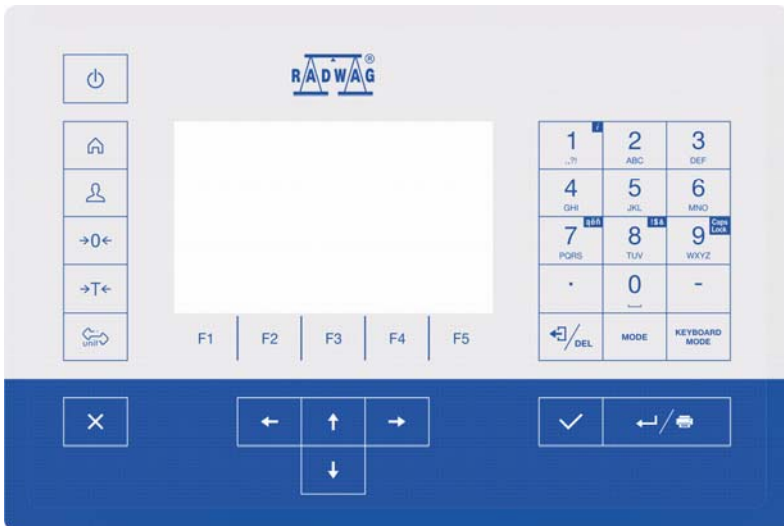 RADWAG®
i
1 2 3
.,?! ABC DEF
4 5 6
GHI JKL MNO
ąéñ !$& Caps Lock
7 8 9
PQRS TUV WXYZ
→0←
. 0 -
→T←
unit
F1 F2 F3 F4 F5
DEL MODE KEYBOARD
MODE